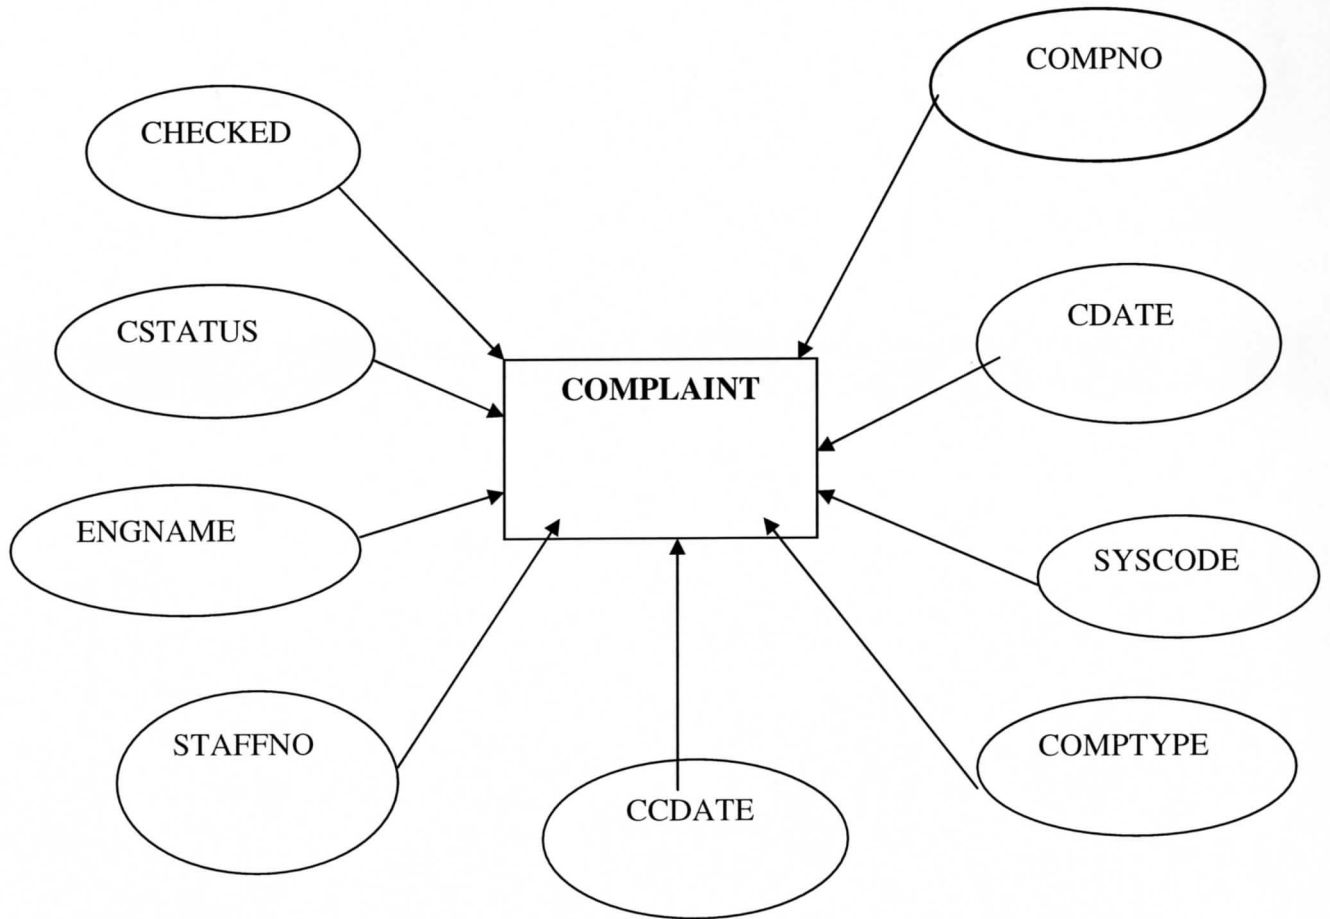 COMPNO
CHECKED
CDATE
CSTATUS
COMPLAINT
ENGNAME
SYSCODE
STAFFNO
COMPTYPE
CCDATE